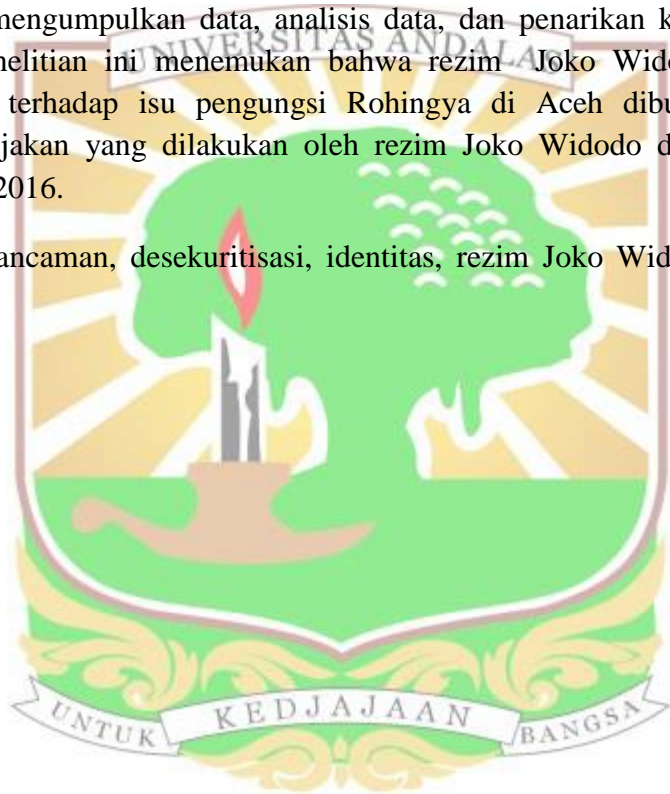 mengumpulkan data, analisis data, dan penarikan
UNIVERSITAS ANDALAS
elitian ini menemukan bahwa rezim Joko Wido
terhadap isu pengungsi Rohingya di Aceh dibu
jakan yang dilakukan oleh rezim Joko Widodo d
2016.
ancaman, desekuritisasi, identitas, rezim Joko Wid
UNTUK KEDJAJAAN BANGSA